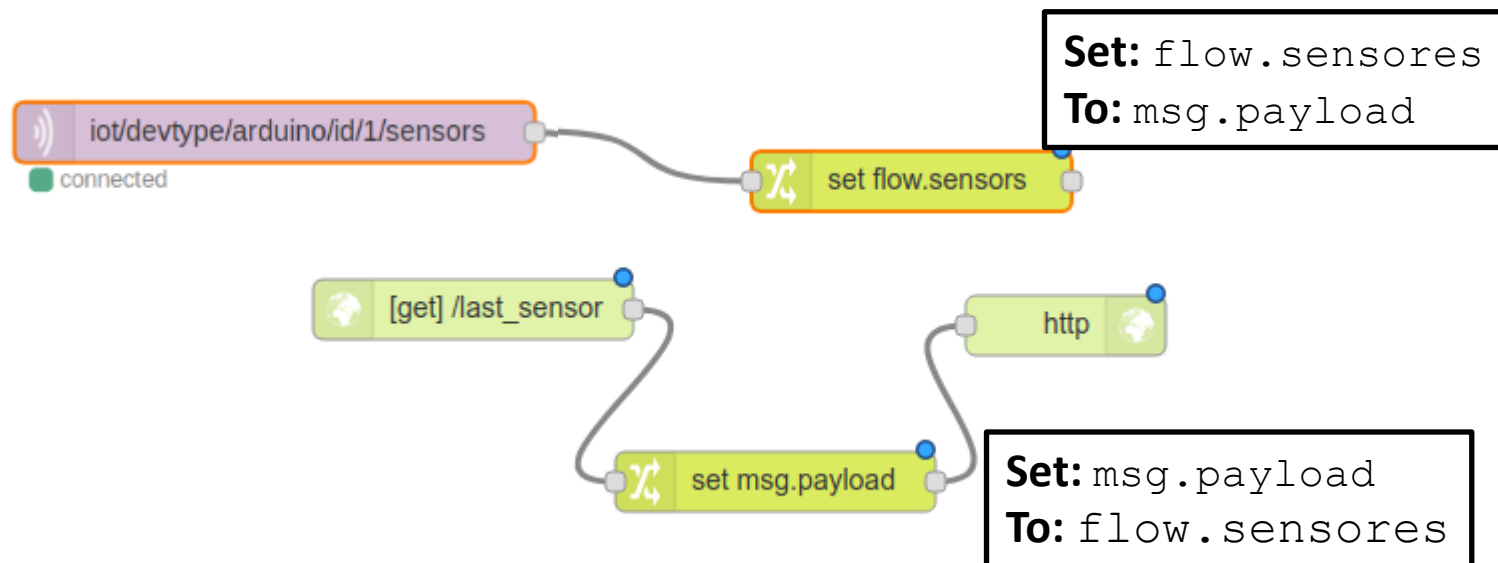 Set: flow.sensores
To: msg.payload
iot/devtype/arduino/id/1/sensors
connected
set flow.sensors
[get] /last_sensor
http
set msg.payload
Set: msg.payload
To: flow.sensores